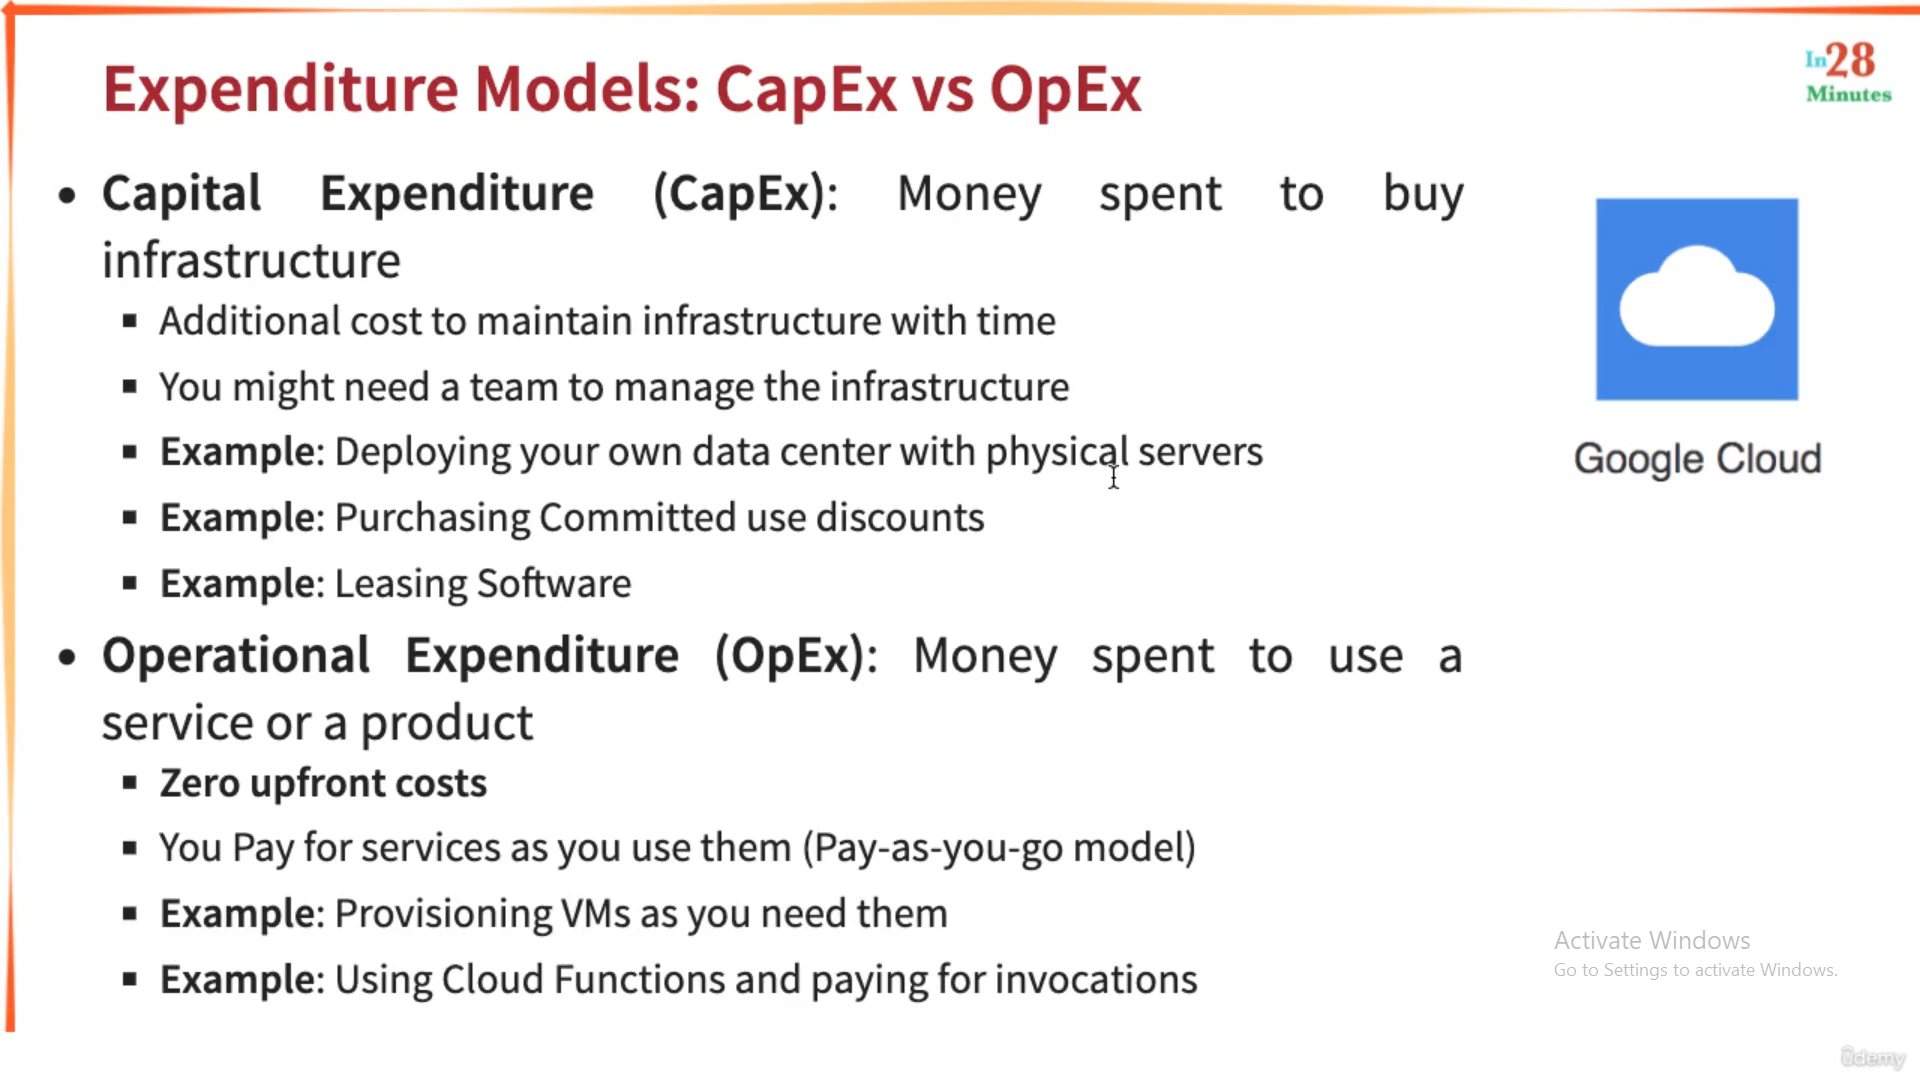 Expenditure Models: CapEx vs OpEx
In28
Minutes
• Capital Expenditure (CapEx): Money spent to buy
infrastructure
▪ Additional cost to maintain infrastructure with time
▪ You might need a team to manage the infrastructure
▪ Example: Deploying your own data center with physical servers
▪ Example: Purchasing Committed use discounts
▪ Example: Leasing Software
• Operational Expenditure (OpEx): Money spent to use a
service or a product
▪ Zero upfront costs
▪ You Pay for services as you use them (Pay-as-you-go model)
▪ Example: Provisioning VMs as you need them
▪ Example: Using Cloud Functions and paying for invocations
Google Cloud
Activate Windows
Go to Settings to activate Windows.
ûdemy